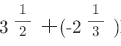 3 1/2 + (-2 1/3 )